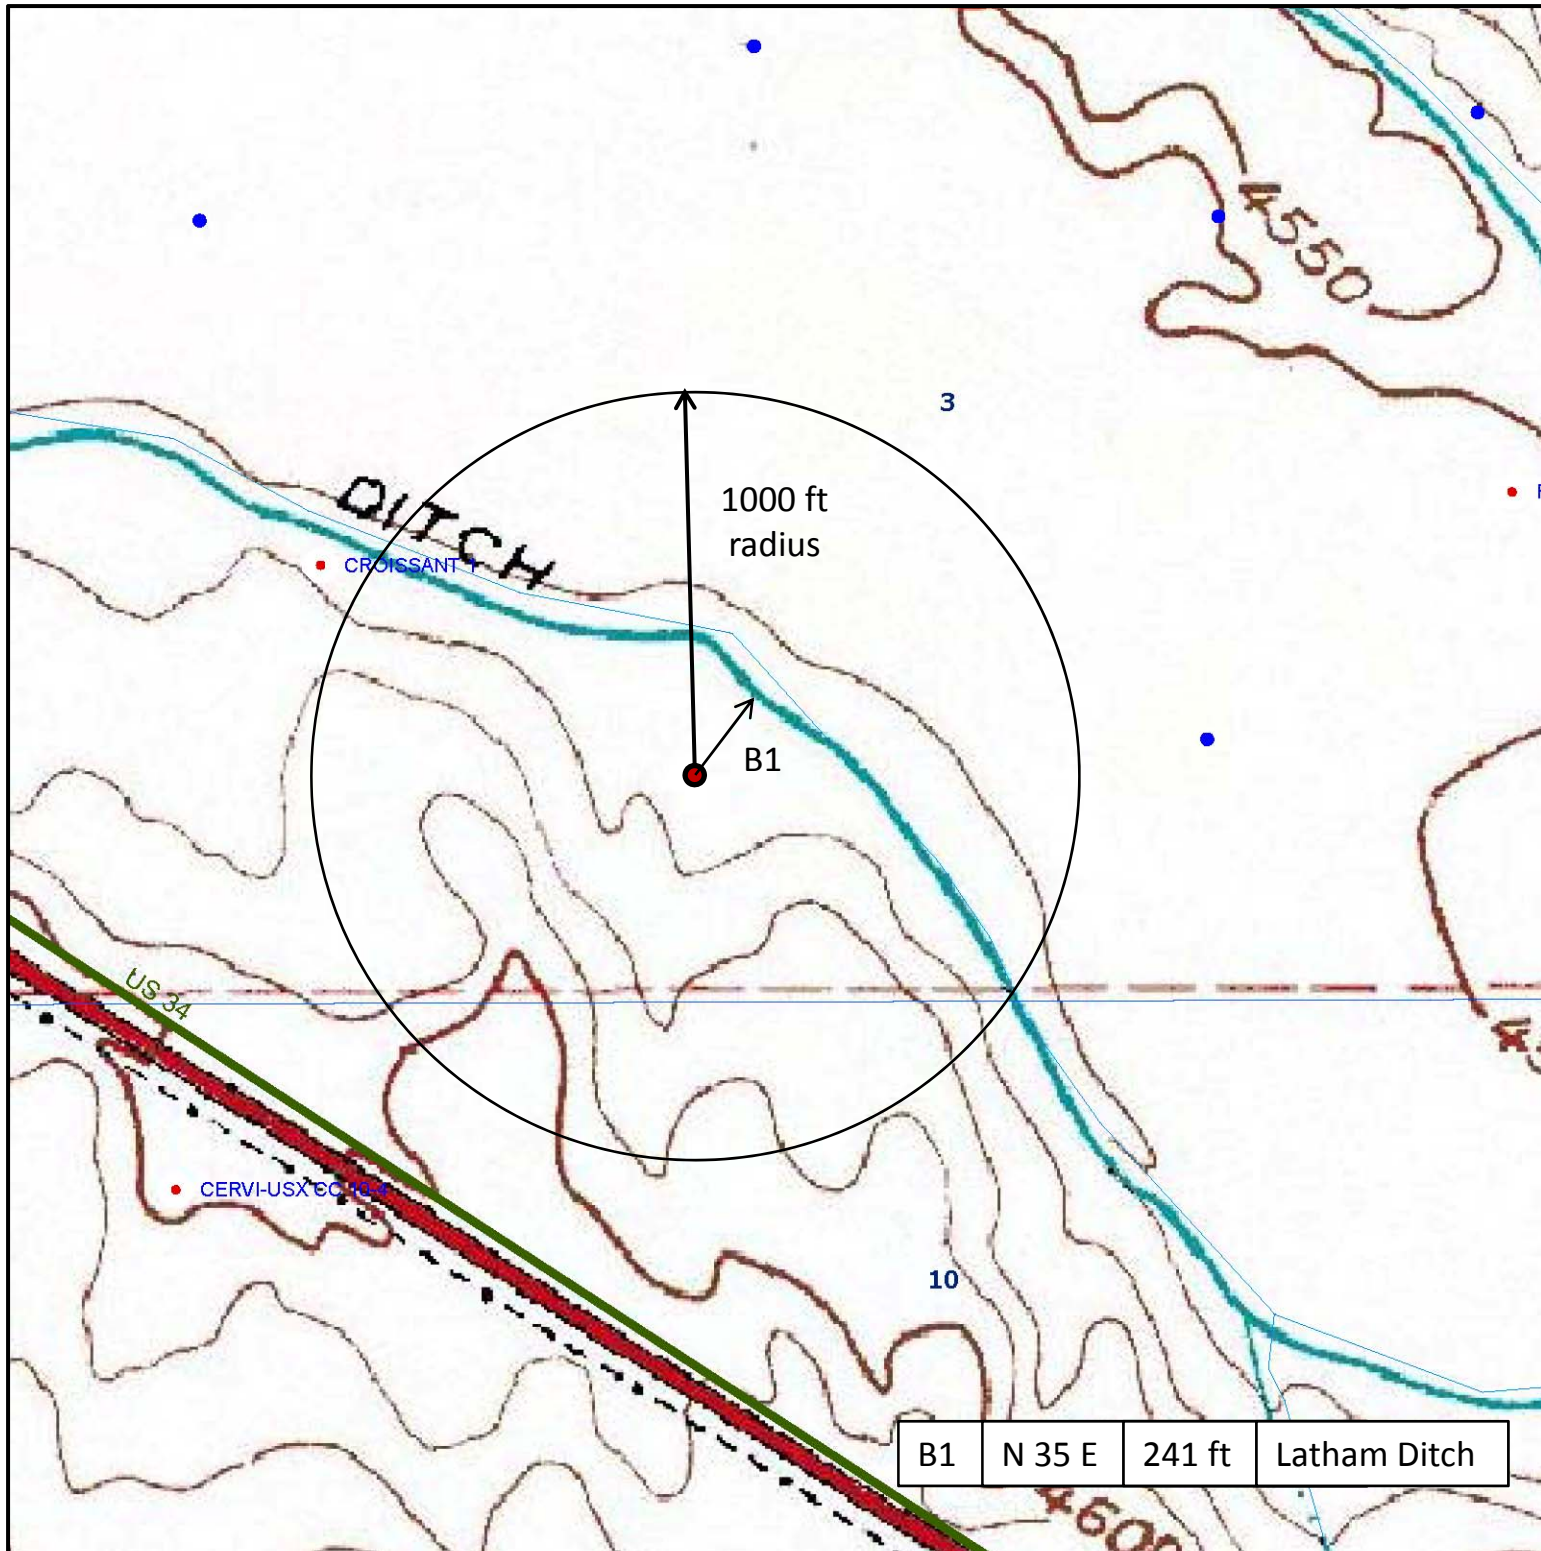 4550
3
DITCH
1000 ft
radius
CROISSANT 1
B1
US 34
CERVI-USX CC 10-4
10
B1 N 35 E 241 ft Latham Ditch
4600